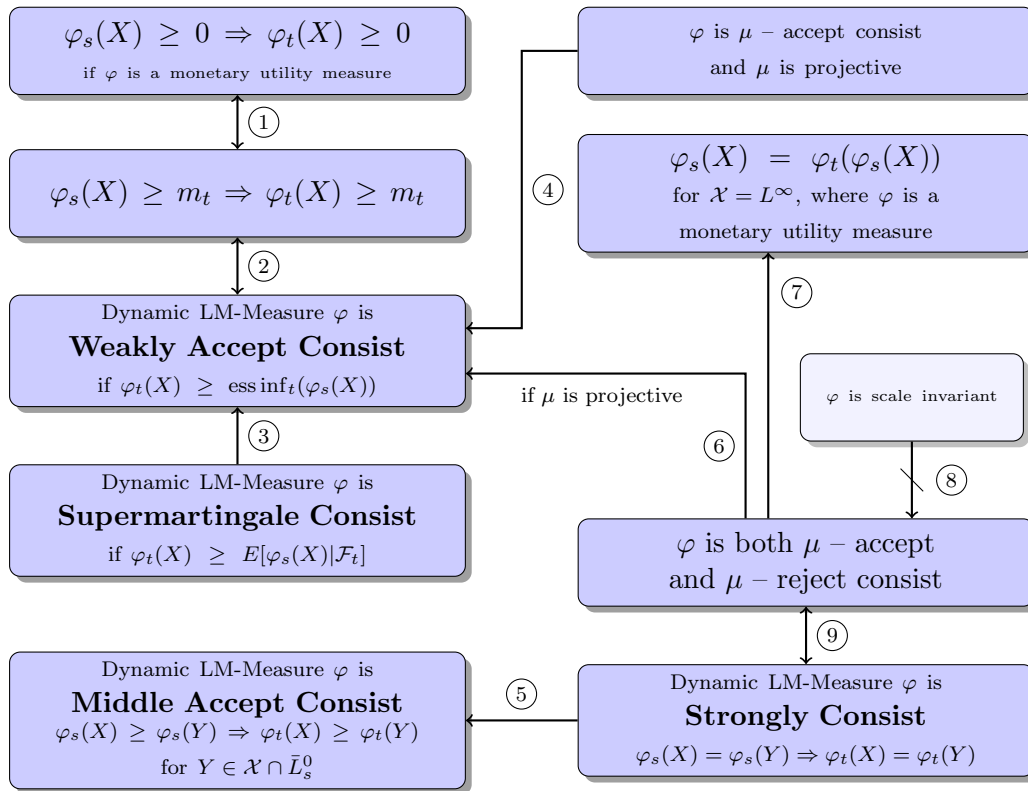 φ_s(X) ≥ 0 ⇒ φ_t(X) ≥ 0
if φ is a monetary utility measure
①
φ_s(X) ≥ m_t ⇒ φ_t(X) ≥ m_t
②
Dynamic LM-Measure φ is
Weakly Accept Consist
if φ_t(X) ≥ ess inf_t(φ_s(X))
③
Dynamic LM-Measure φ is
Supermartingale Consist
if φ_t(X) ≥ E[φ_s(X)|ℱ_t]
Dynamic LM-Measure φ is
Middle Accept Consist
φ_s(X) ≥ φ_s(Y) ⇒ φ_t(X) ≥ φ_t(Y)
for Y ∈ 𝒳 ∩ L̄⁰_s
φ is μ – accept consist
and μ is projective
④
φ_s(X) = φ_t(φ_s(X))
for 𝒳 = L^∞, where φ is a
monetary utility measure
⑦
if μ is projective
⑥
φ is scale invariant
⑧
φ is both μ – accept
and μ – reject consist
⑨
⑤
Dynamic LM-Measure φ is
Strongly Consist
φ_s(X) = φ_s(Y) ⇒ φ_t(X) = φ_t(Y)